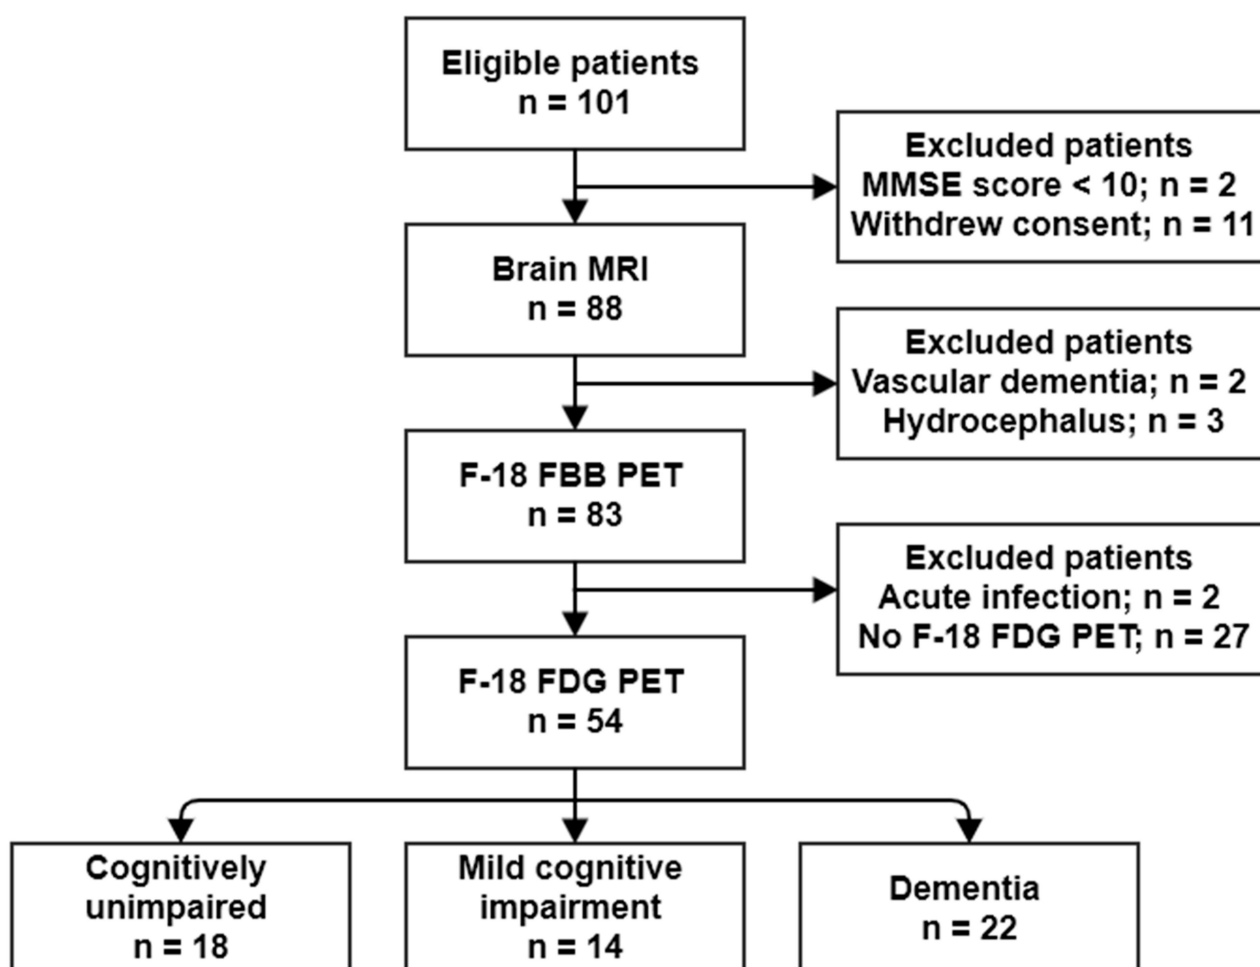 Eligible patients
n = 101
Excluded patients
MMSE score < 10; n = 2
Withdrew consent; n = 11
Brain MRI
n = 88
Excluded patients
Vascular dementia; n = 2
Hydrocephalus; n = 3
F-18 FBB PET
n = 83
Excluded patients
Acute infection; n = 2
No F-18 FDG PET; n = 27
F-18 FDG PET
n = 54
Cognitively
unimpaired
n = 18
Mild cognitive
impairment
n = 14
Dementia
n = 22